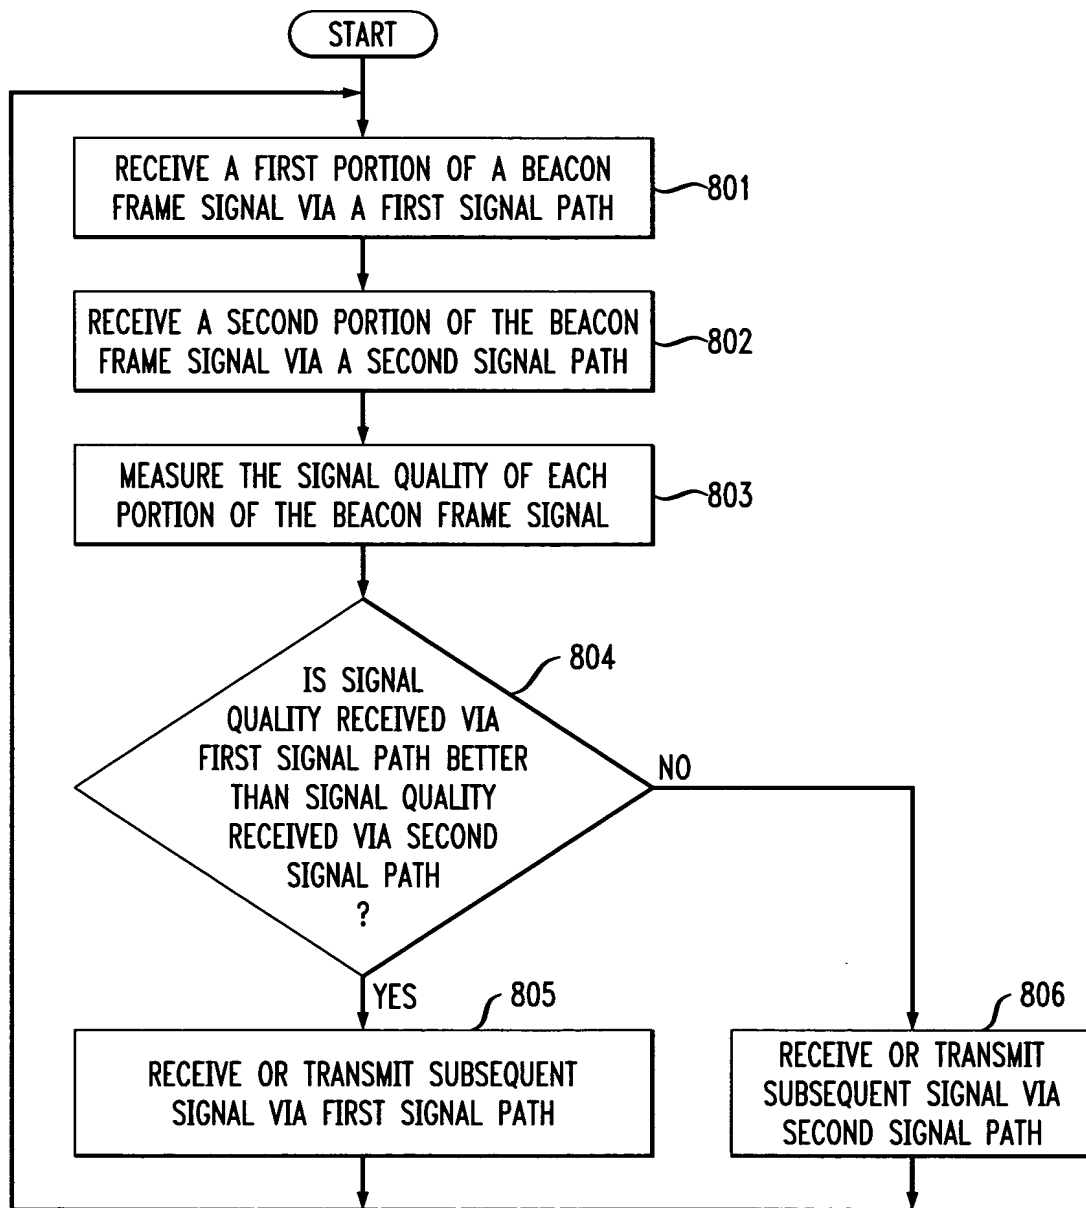 START
RECEIVE A FIRST PORTION OF A BEACON
FRAME SIGNAL VIA A FIRST SIGNAL PATH
801
RECEIVE A SECOND PORTION OF THE BEACON
FRAME SIGNAL VIA A SECOND SIGNAL PATH
802
MEASURE THE SIGNAL QUALITY OF EACH
PORTION OF THE BEACON FRAME SIGNAL
803
804
IS SIGNAL
QUALITY RECEIVED VIA
FIRST SIGNAL PATH BETTER
THAN SIGNAL QUALITY
RECEIVED VIA SECOND
SIGNAL PATH
?
NO
YES
805
RECEIVE OR TRANSMIT SUBSEQUENT
SIGNAL VIA FIRST SIGNAL PATH
806
RECEIVE OR TRANSMIT
SUBSEQUENT SIGNAL VIA
SECOND SIGNAL PATH